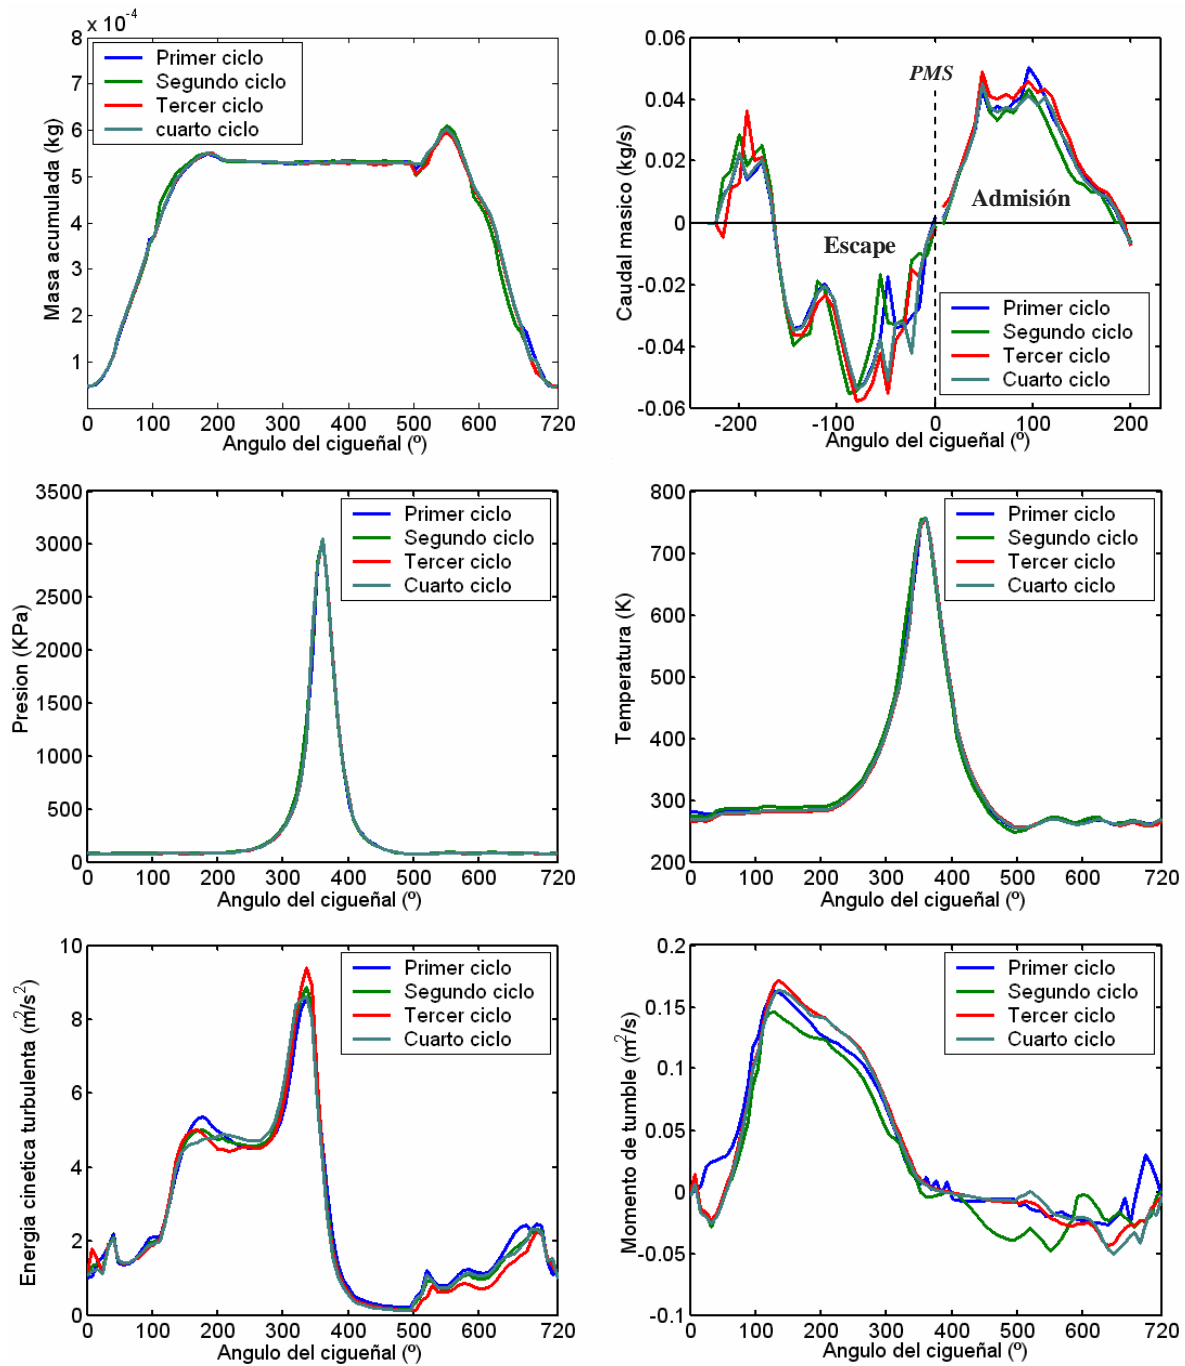 x 10⁻⁴
8
7
6
5
4
3
2
1
0 100 200 300 400 500 600 720
Masa acumulada (kg)
Angulo del cigueñal (º)
Primer ciclo
Segundo ciclo
Tercer ciclo
cuarto ciclo
0.06
0.04
0.02
0
-0.02
-0.04
-0.06
-200 -100 0 100 200
Caudal masico (kg/s)
Angulo del cigueñal (º)
PMS
Admisión
Escape
Primer ciclo
Segundo ciclo
Tercer ciclo
Cuarto ciclo
3500
3000
2500
2000
1500
1000
500
0
0 100 200 300 400 500 600 720
Presion (KPa)
Angulo del cigueñal (º)
Primer ciclo
Segundo ciclo
Tercer ciclo
Cuarto ciclo
800
700
600
500
400
300
200
0 100 200 300 400 500 600 720
Temperatura (K)
Angulo del cigueñal (º)
Primer ciclo
Segundo ciclo
Tercer ciclo
Cuarto ciclo
10
8
6
4
2
0
0 100 200 300 400 500 600 720
Energia cinetica turbulenta (m²/s²)
Angulo del cigueñal (º)
Primer ciclo
Segundo ciclo
Tercer ciclo
Cuarto ciclo
0.2
0.15
0.1
0.05
0
-0.05
-0.1
0 100 200 300 400 500 600 720
Momento de tumble (m²/s)
Angulo del cigueñal (º)
Primer ciclo
Segundo ciclo
Tercer ciclo
Cuarto ciclo